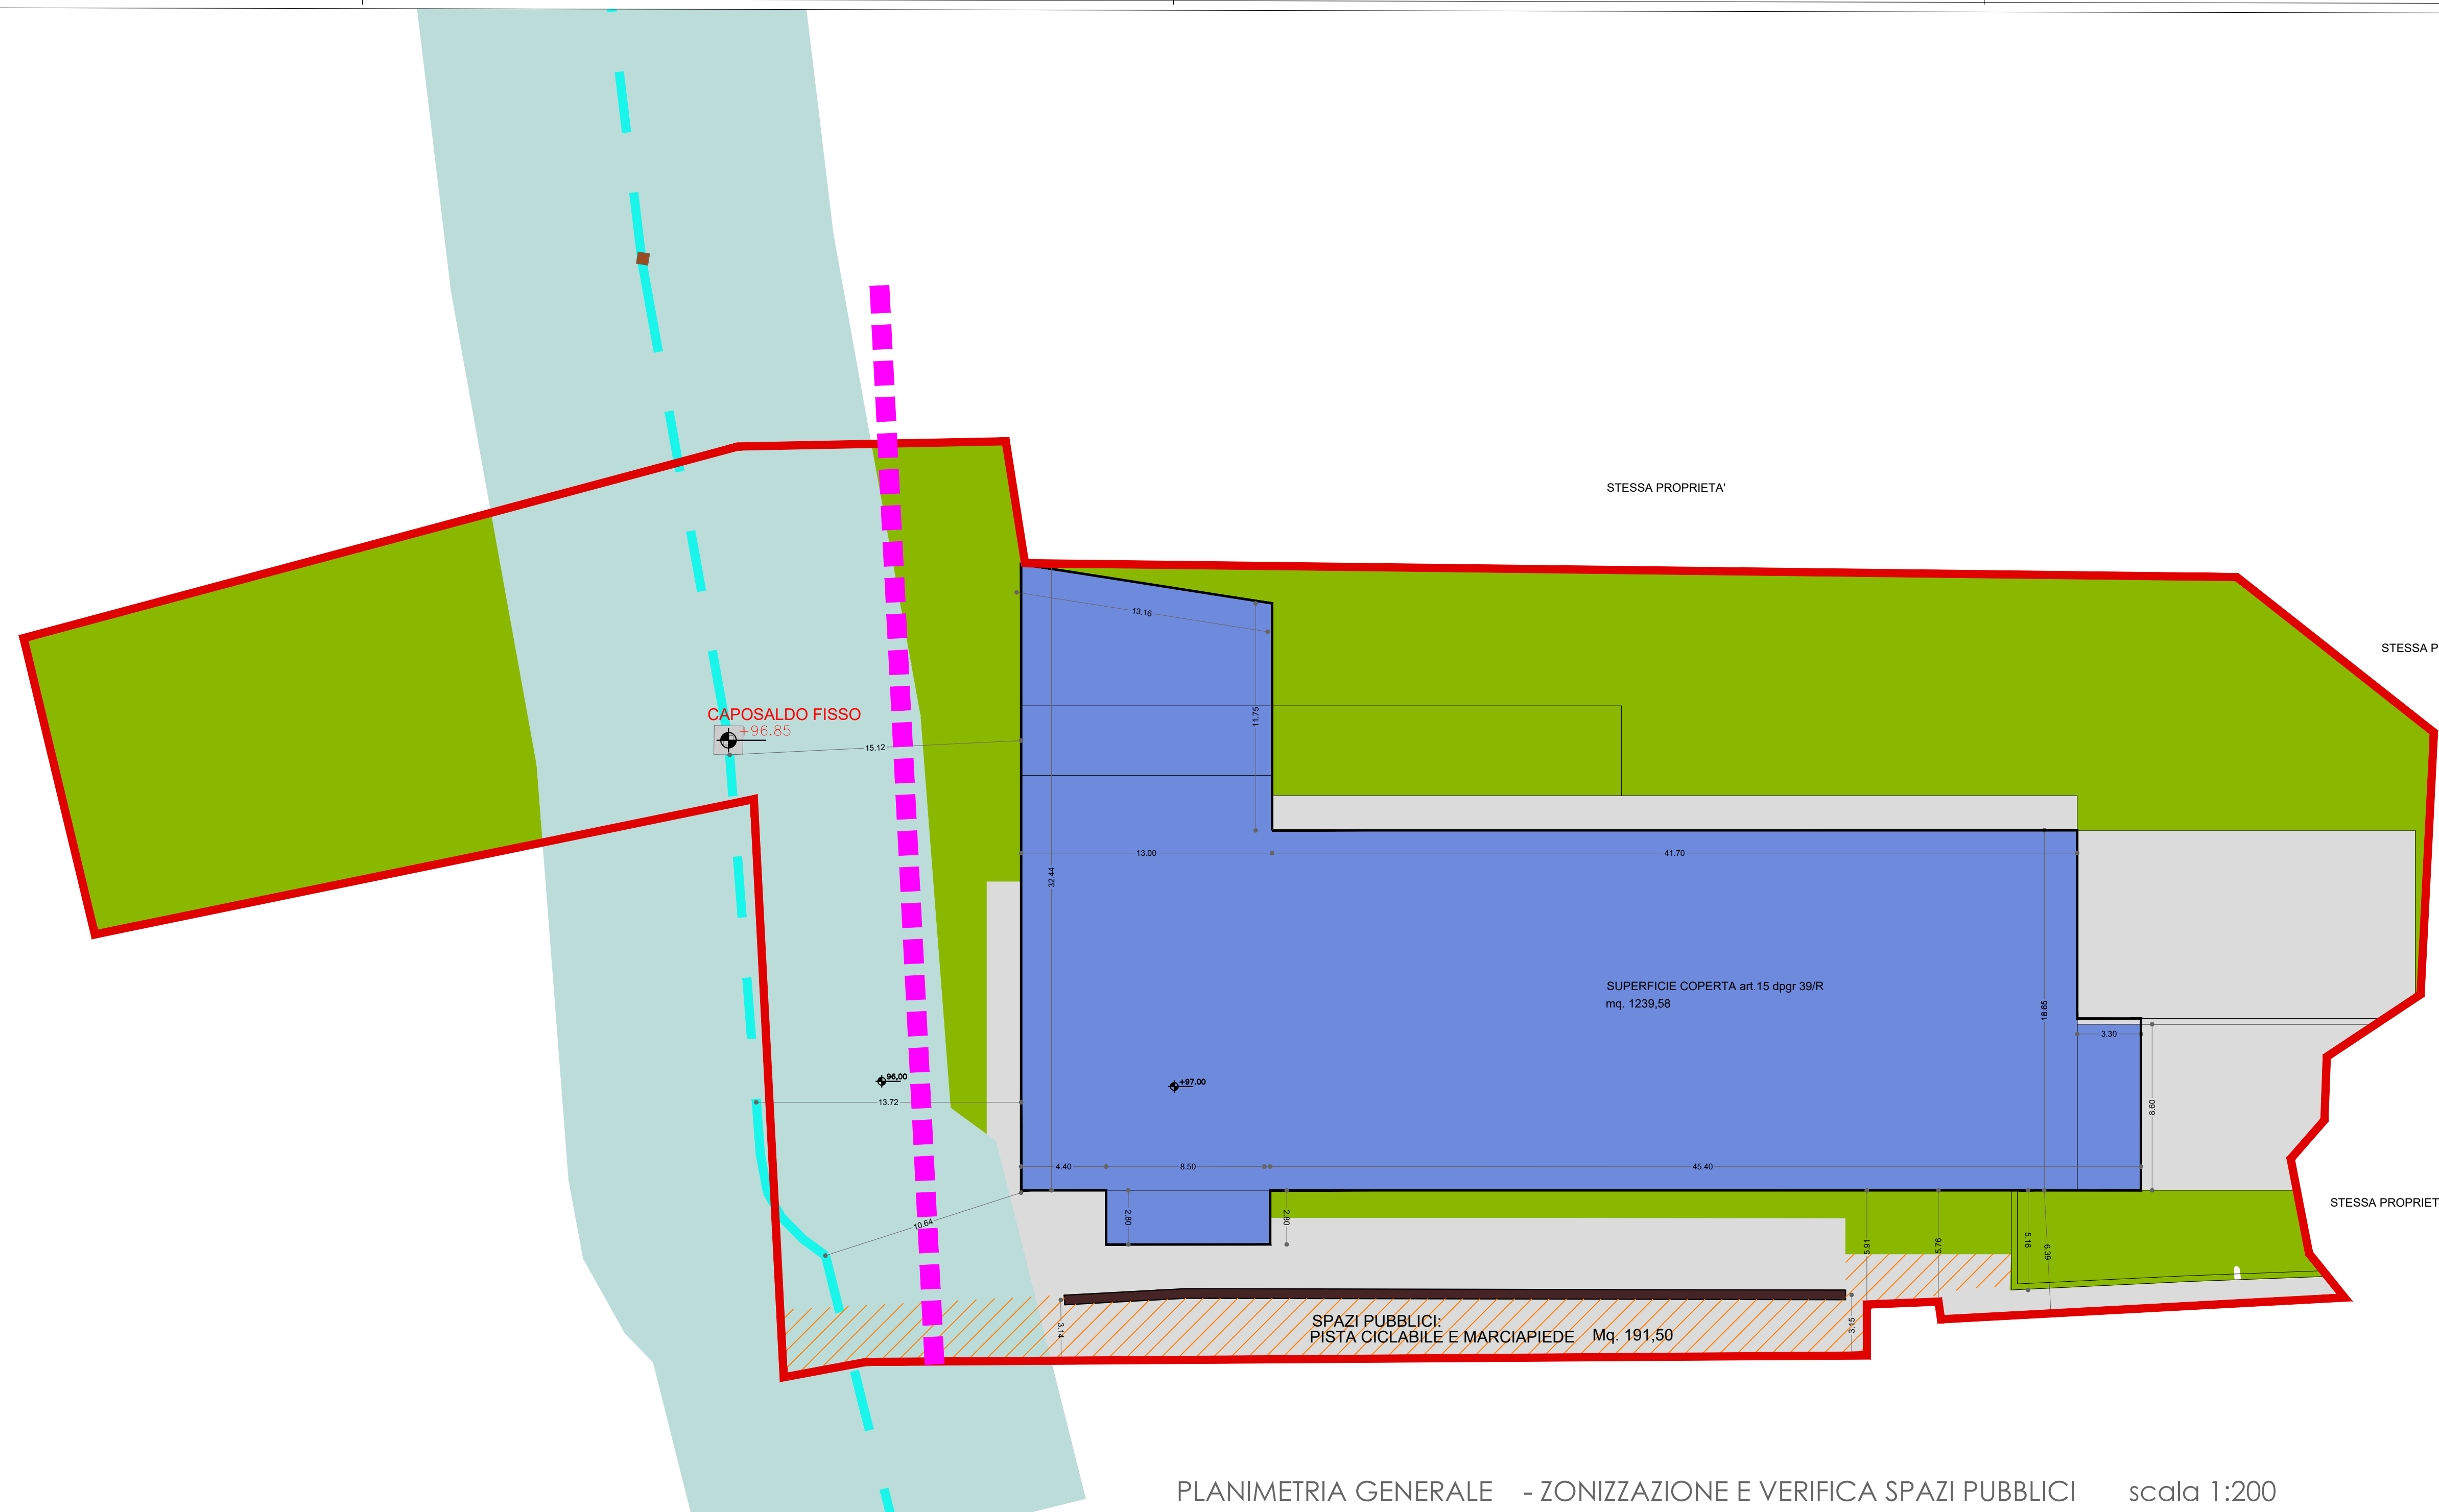 STESSA PROPRIETA'
13.16
STESSA P
CAPOSALDO FISSO
+96.85
15.12
11.75
13.00
41.70
32.44
SUPERFICIE COPERTA art.15 dpgr 39/R
mq. 1239,58
18.65
3.30
96,00
+97.00
13.72
8.60
4.40
8.50
45.40
STESSA PROPRIET
10.64
2.80
2.80
5.91
5.76
5.16
6.39
3.14
SPAZI PUBBLICI:
PISTA CICLABILE E MARCIAPIEDE Mq. 191,50
3.15
PLANIMETRIA GENERALE - ZONIZZAZIONE E VERIFICA SPAZI PUBBLICI scala 1:200